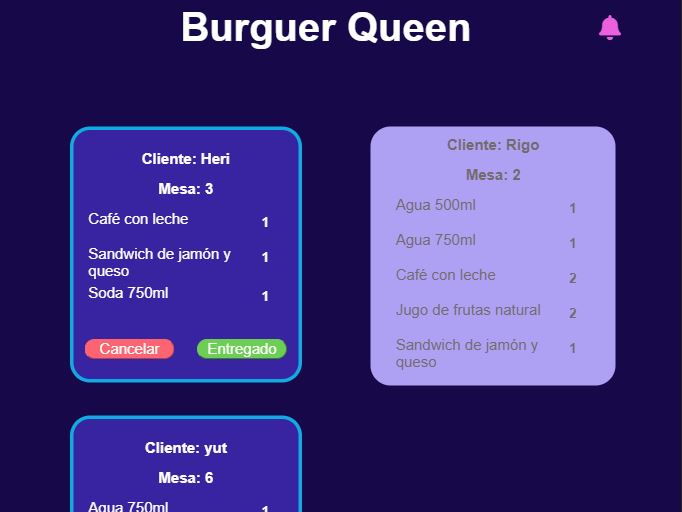 Burguer Queen
Cliente: Heri
Mesa: 3
Café con leche 1
Sandwich de jamón y 1
queso
Soda 750ml 1
Cancelar Entregado
Cliente: Rigo
Mesa: 2
Agua 500ml 1
Agua 750ml 1
Café con leche 2
Jugo de frutas natural 2
Sandwich de jamón y 1
queso
Cliente: yut
Mesa: 6
Agua 750ml 1